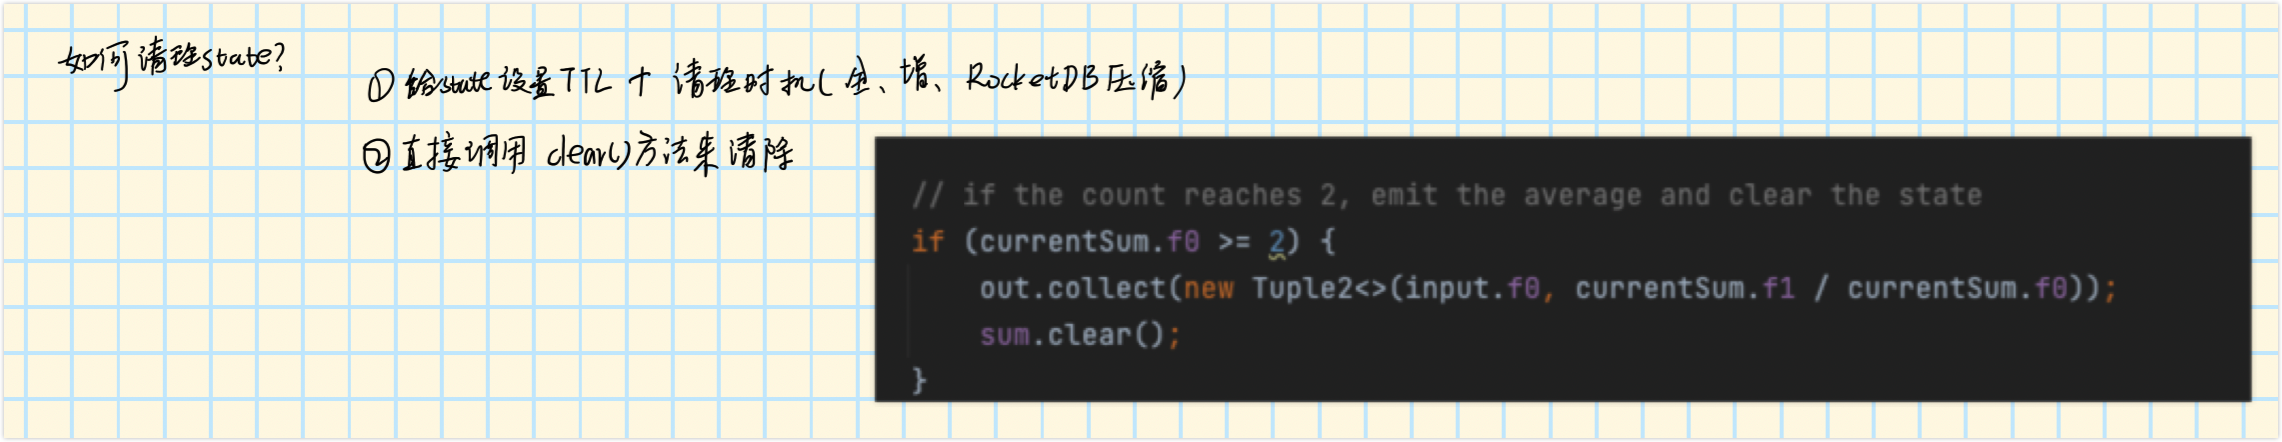 如何清理state?
① 给state设置TTL + 清理时机(全、增、RocketDB压缩)
② 直接调用 clear()方法来清除
// if the count reaches 2, emit the average and clear the state
if (currentSum.f0 >= 2) {
    out.collect(new Tuple2<>(input.f0, currentSum.f1 / currentSum.f0));
    sum.clear();
}